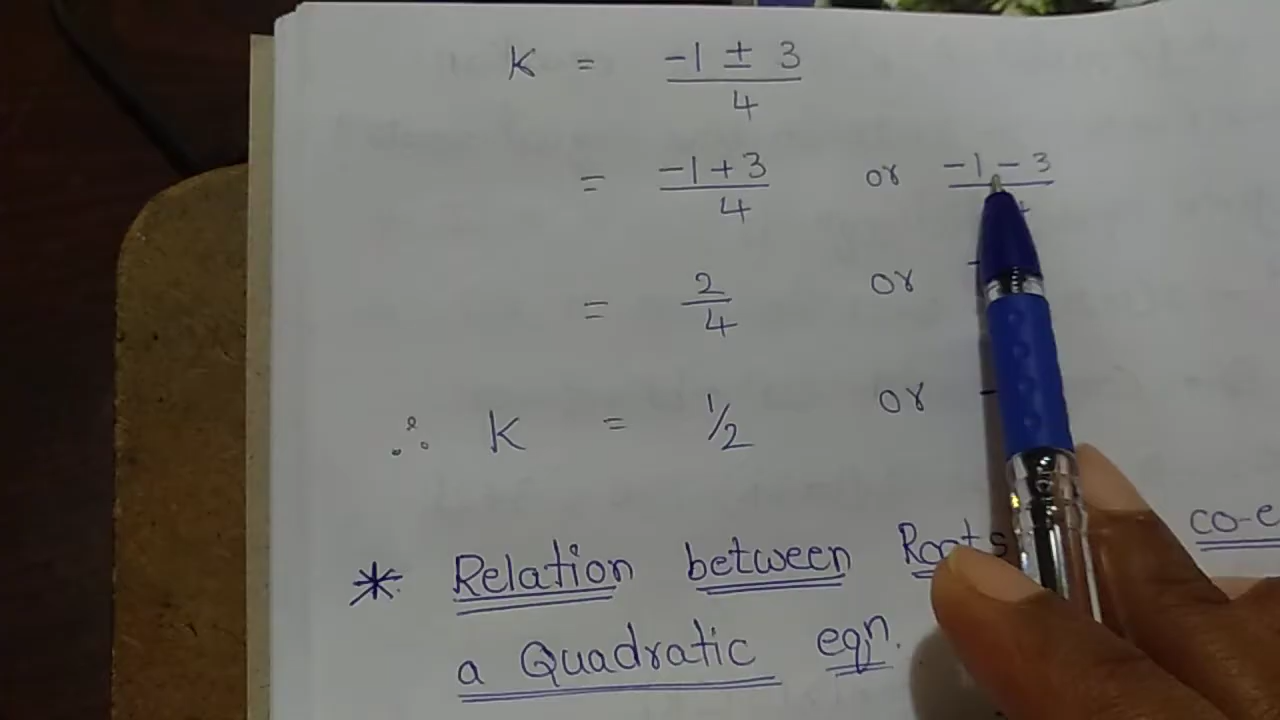 K = -1 ± 3 / 4
= -1 + 3 / 4 or -1 - 3
= 2 / 4 or -
∴ K = 1/2 or -
* Relation between Roots
a Quadratic eqn.